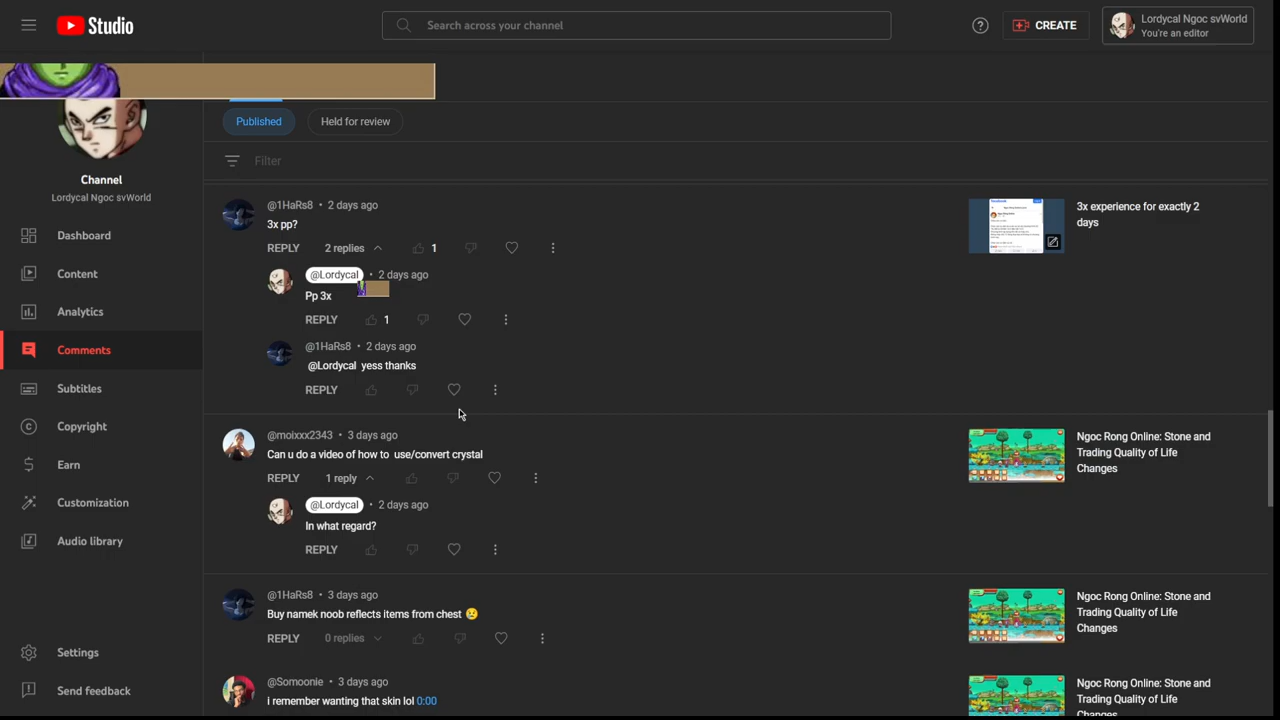 Studio
Search across your channel
CREATE
Lordycal Ngoc svWorld
You're an editor
Channel
Lordycal Ngoc svWorld
Dashboard
Content
Analytics
Comments
Subtitles
Copyright
Earn
Customization
Audio library
Settings
Send feedback
Published
Held for review
Filter
@1HaRs8 • 2 days ago
3x pp?
REPLY 2 replies 1
@Lordycal • 2 days ago
Pp 3x
REPLY 1
@1HaRs8 • 2 days ago
@Lordycal yess thanks
REPLY
3x experience for exactly 2
days
@moixxx2343 • 3 days ago
Can u do a video of how to use/convert crystal
REPLY 1 reply
@Lordycal • 2 days ago
In what regard?
REPLY
Ngoc Rong Online: Stone and
Trading Quality of Life
Changes
@1HaRs8 • 3 days ago
Buy namek noob reflects items from chest 😢
REPLY 0 replies
Ngoc Rong Online: Stone and
Trading Quality of Life
Changes
@Somoonie • 3 days ago
i remember wanting that skin lol 0:00
Ngoc Rong Online: Stone and
Trading Quality of Life
Changes